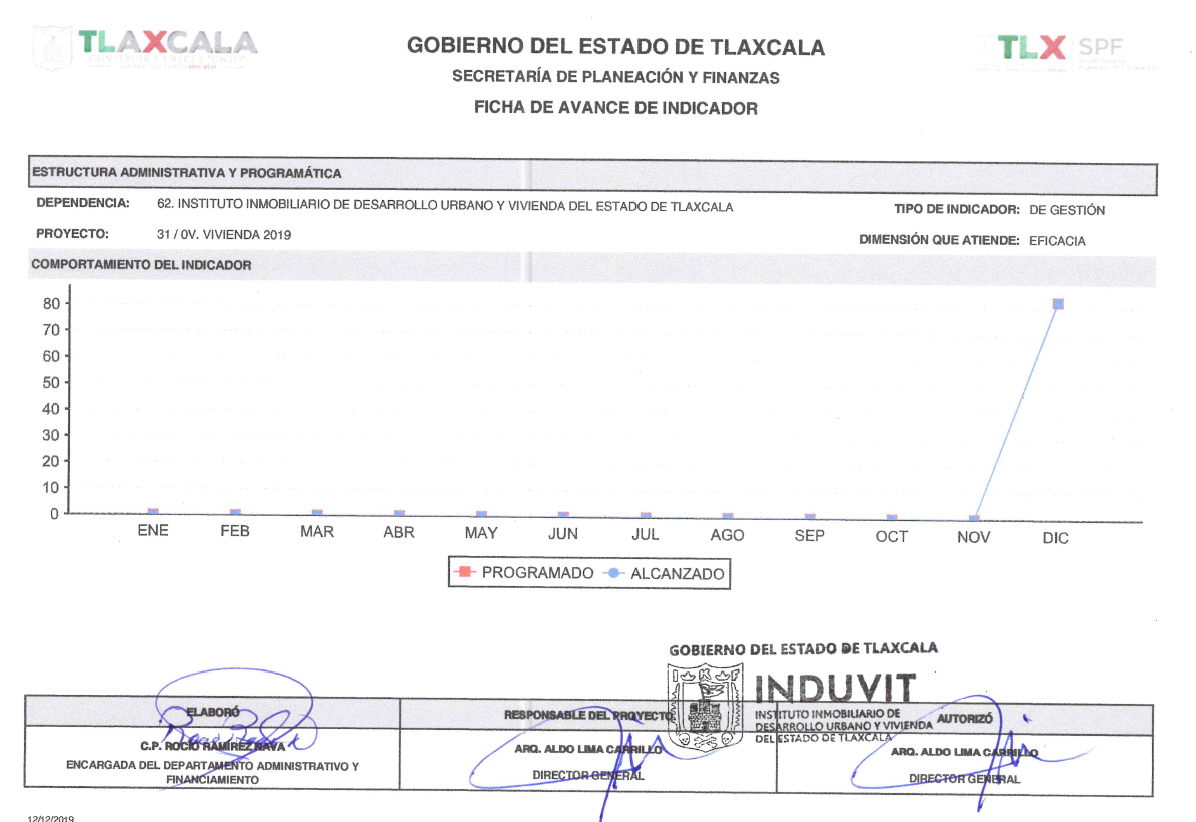 TLAXCALA
CONSTRUIR Y CRECER JUNTOS
GOBIERNO DEL ESTADO DE TLAXCALA
SECRETARÍA DE PLANEACIÓN Y FINANZAS
FICHA DE AVANCE DE INDICADOR
TLX SPF
ESTRUCTURA ADMINISTRATIVA Y PROGRAMÁTICA
DEPENDENCIA: 62. INSTITUTO INMOBILIARIO DE DESARROLLO URBANO Y VIVIENDA DEL ESTADO DE TLAXCALA TIPO DE INDICADOR: DE GESTIÓN
PROYECTO: 31 / 0V. VIVIENDA 2019 DIMENSIÓN QUE ATIENDE: EFICACIA
COMPORTAMIENTO DEL INDICADOR
80
70
60
50
40
30
20
10
0
ENE FEB MAR ABR MAY JUN JUL AGO SEP OCT NOV DIC
PROGRAMADO ALCANZADO
GOBIERNO DEL ESTADO DE TLAXCALA
INDUVIT
INSTITUTO INMOBILIARIO DE
DESARROLLO URBANO Y VIVIENDA
DEL ESTADO DE TLAXCALA
ELABORÓ
C.P. ROCIO RAMIREZ NAVA
ENCARGADA DEL DEPARTAMENTO ADMINISTRATIVO Y
FINANCIAMIENTO
RESPONSABLE DEL PROYECTO
ARQ. ALDO LIMA CARRILLO
DIRECTOR GENERAL
AUTORIZÓ
ARQ. ALDO LIMA CARRILLO
DIRECTOR GENERAL
12/12/2019